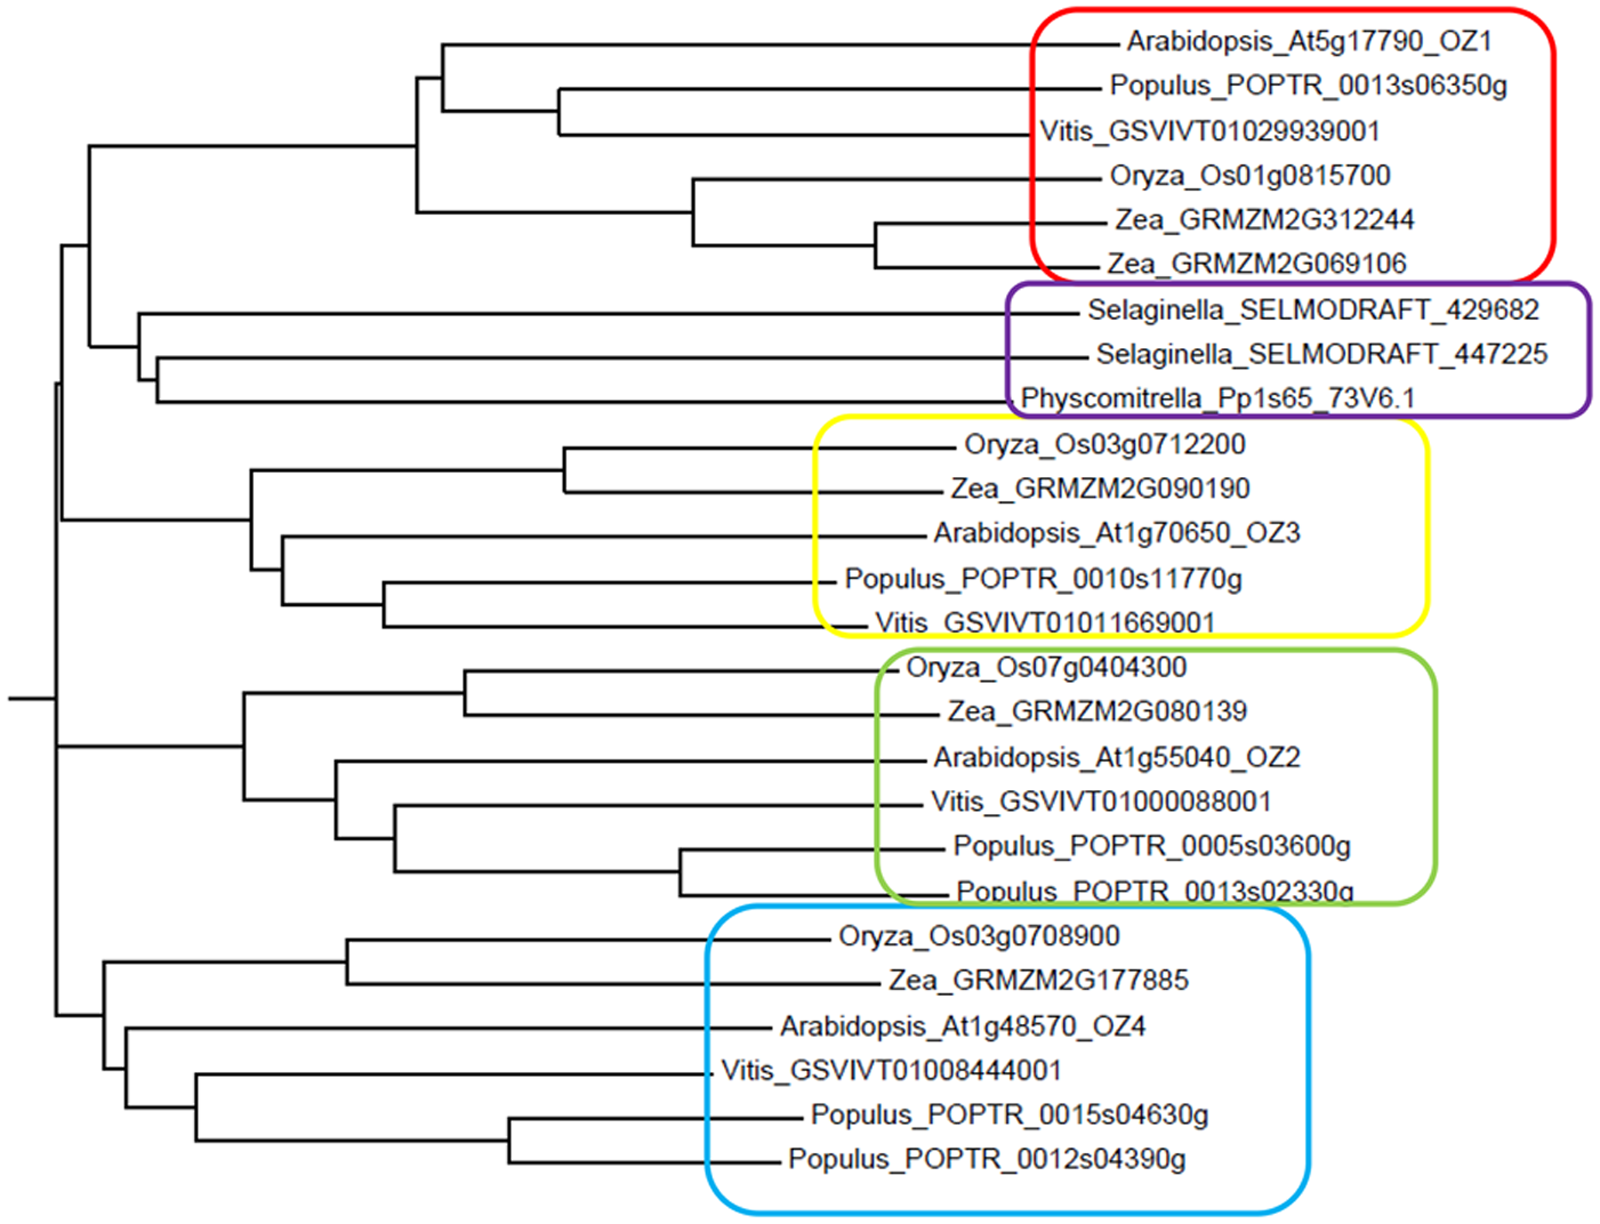 Arabidopsis_At5g17790_OZ1
Populus_POPTR_0013s06350g
Vitis_GSVIVT01029939001
Oryza_Os01g0815700
Zea_GRMZM2G312244
Zea_GRMZM2G069106
Selaginella_SELMODRAFT_429682
Selaginella_SELMODRAFT_447225
Physcomitrella_Pp1s65_73V6.1
Oryza_Os03g0712200
Zea_GRMZM2G090190
Arabidopsis_At1g70650_OZ3
Populus_POPTR_0010s11770g
Vitis_GSVIVT01011669001
Oryza_Os07g0404300
Zea_GRMZM2G080139
Arabidopsis_At1g55040_OZ2
Vitis_GSVIVT01000088001
Populus_POPTR_0005s03600g
Populus_POPTR_0013s02330g
Oryza_Os03g0708900
Zea_GRMZM2G177885
Arabidopsis_At1g48570_OZ4
Vitis_GSVIVT01008444001
Populus_POPTR_0015s04630g
Populus_POPTR_0012s04390g